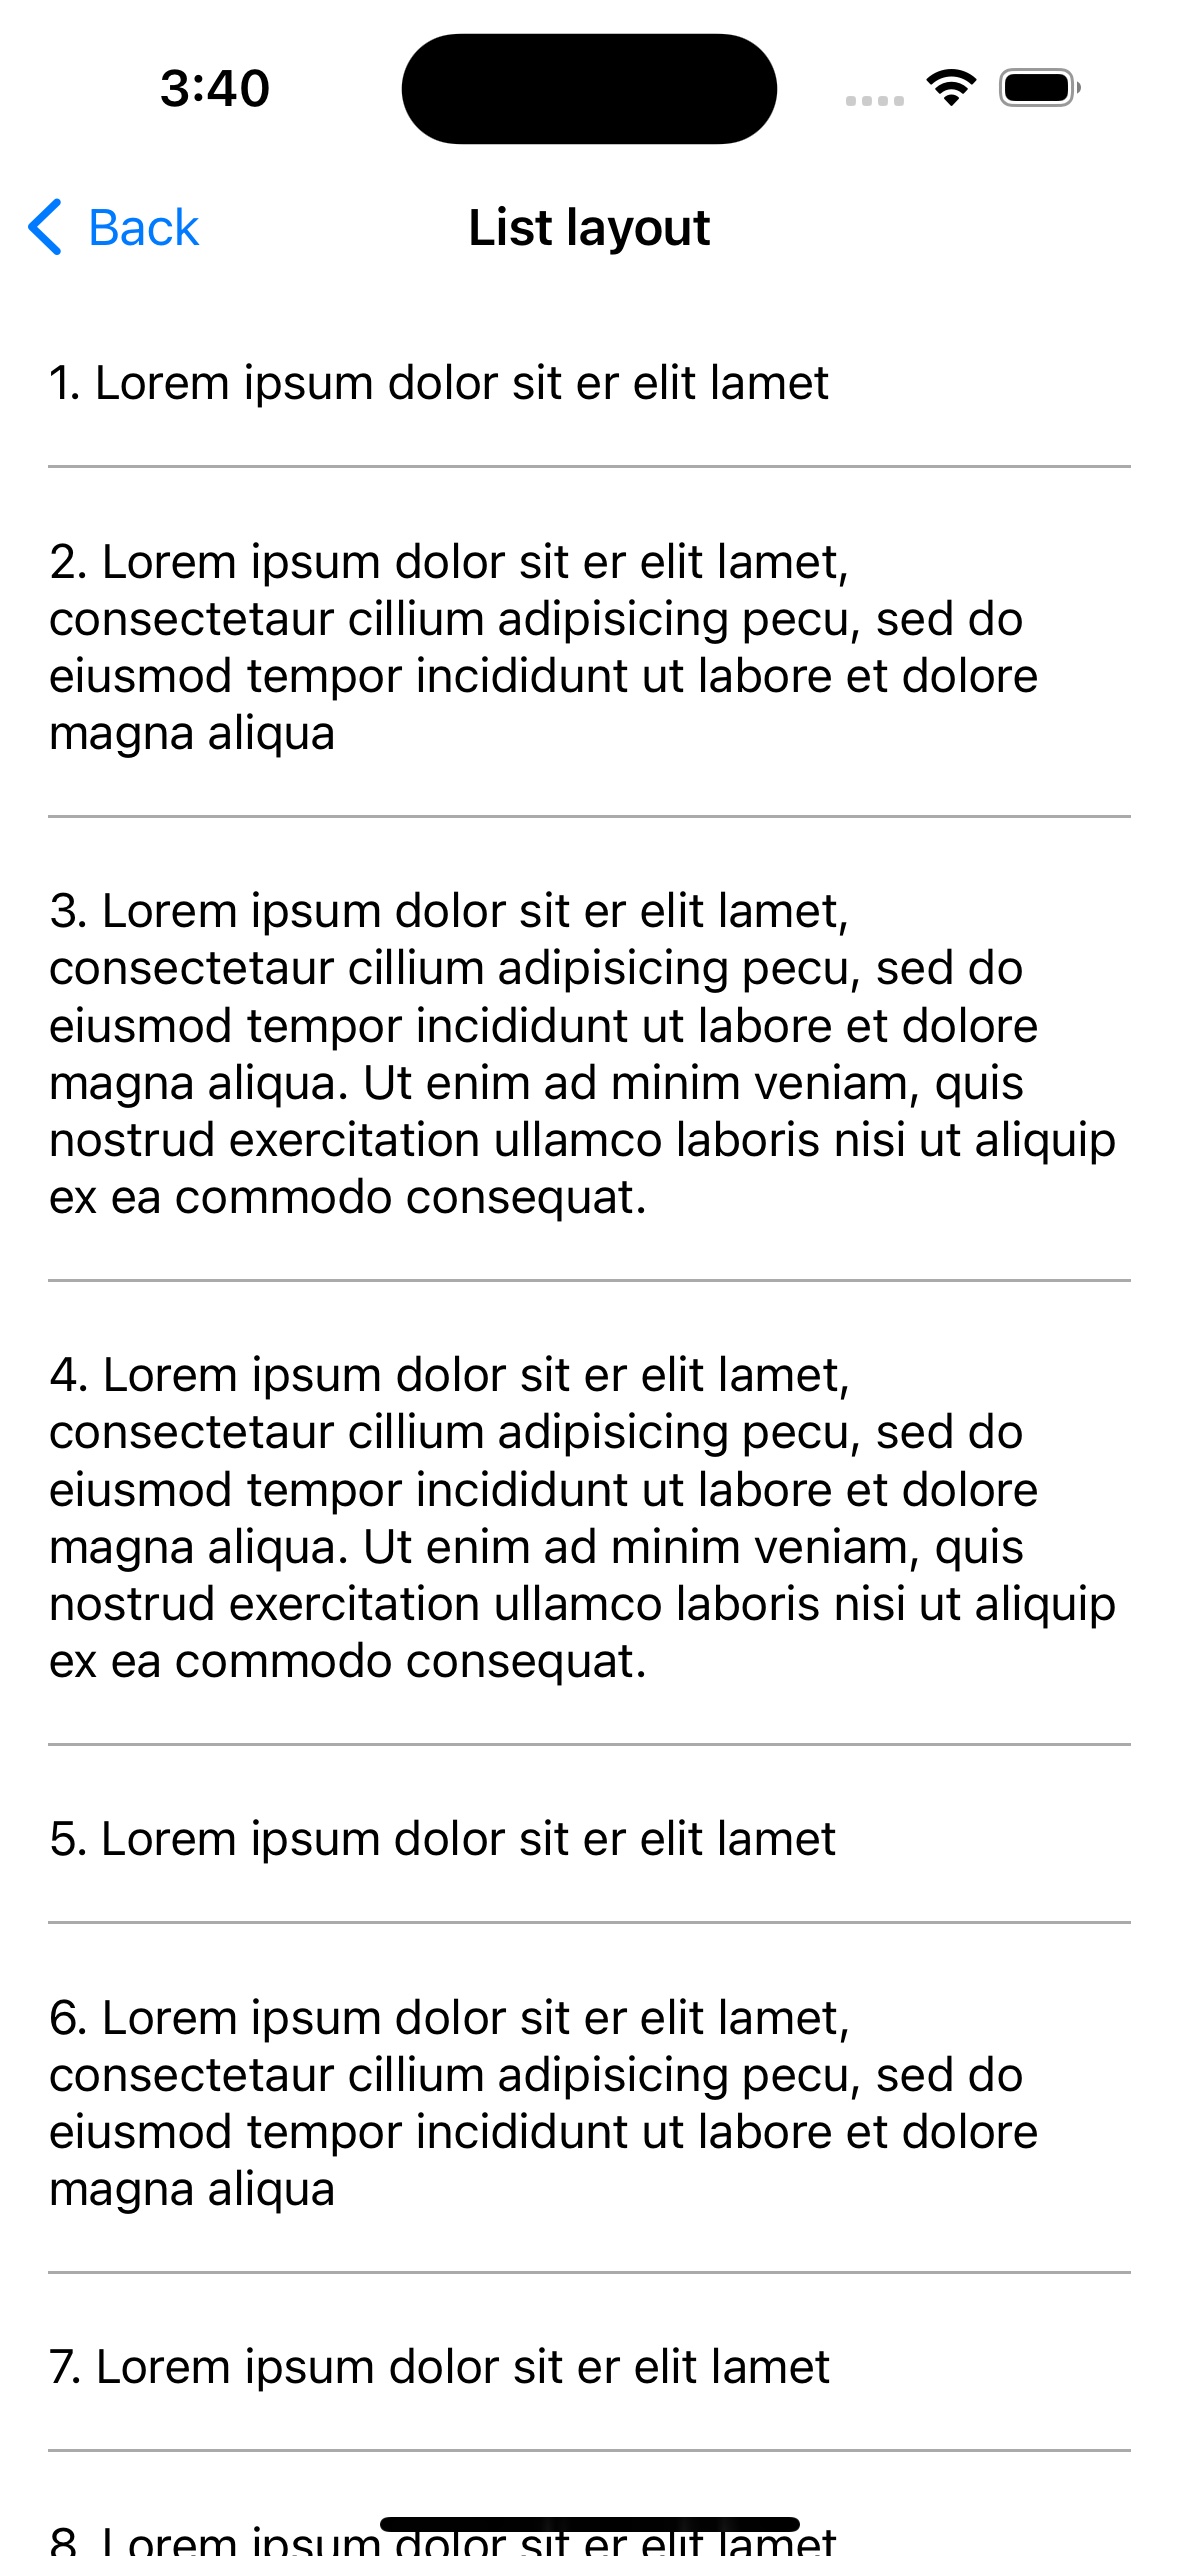 3:40
Back
List layout
1. Lorem ipsum dolor sit er elit lamet
2. Lorem ipsum dolor sit er elit lamet,
consectetaur cillium adipisicing pecu, sed do
eiusmod tempor incididunt ut labore et dolore
magna aliqua
3. Lorem ipsum dolor sit er elit lamet,
consectetaur cillium adipisicing pecu, sed do
eiusmod tempor incididunt ut labore et dolore
magna aliqua. Ut enim ad minim veniam, quis
nostrud exercitation ullamco laboris nisi ut aliquip
ex ea commodo consequat.
4. Lorem ipsum dolor sit er elit lamet,
consectetaur cillium adipisicing pecu, sed do
eiusmod tempor incididunt ut labore et dolore
magna aliqua. Ut enim ad minim veniam, quis
nostrud exercitation ullamco laboris nisi ut aliquip
ex ea commodo consequat.
5. Lorem ipsum dolor sit er elit lamet
6. Lorem ipsum dolor sit er elit lamet,
consectetaur cillium adipisicing pecu, sed do
eiusmod tempor incididunt ut labore et dolore
magna aliqua
7. Lorem ipsum dolor sit er elit lamet
8. Lorem ipsum dolor sit er elit lamet